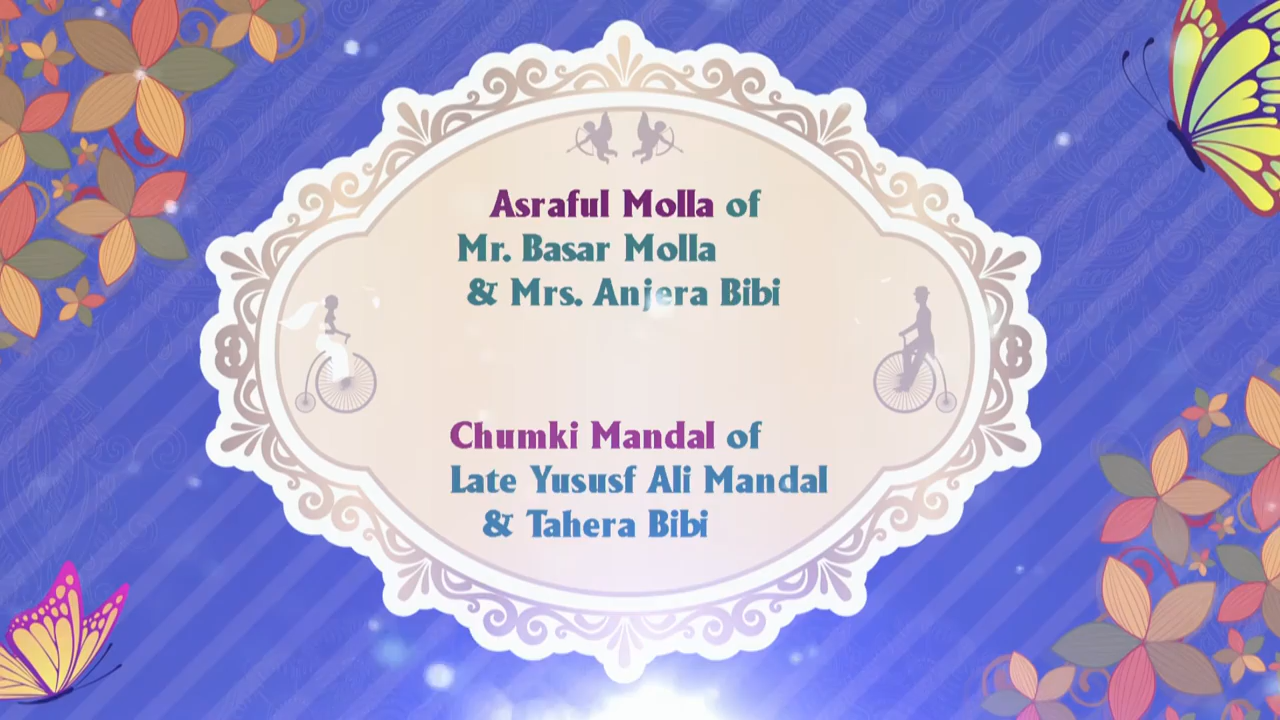 Asraful Molla of
Mr. Basar Molla
& Mrs. Anjera Bibi
Chumki Mandal of
Late Yususf Ali Mandal
& Tahera Bibi